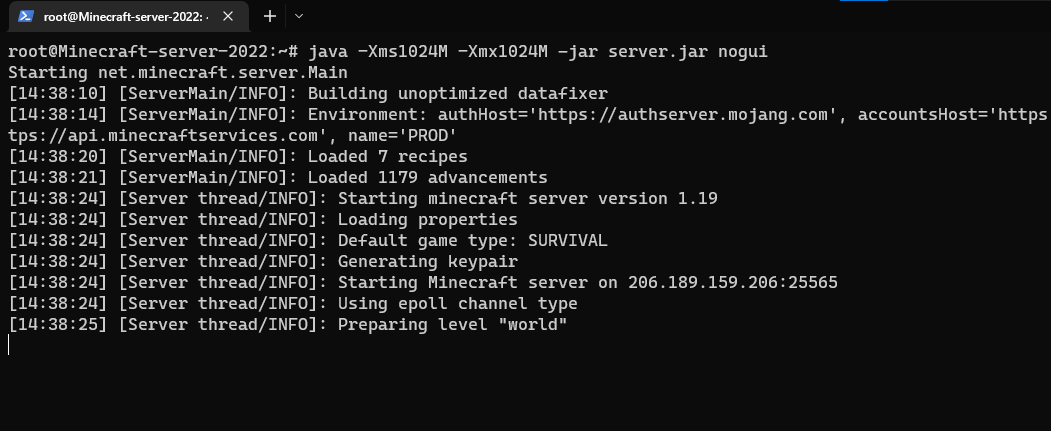 root@Minecraft-server-2022: ·
root@Minecraft-server-2022:~# java -Xms1024M -Xmx1024M -jar server.jar nogui
Starting net.minecraft.server.Main
[14:38:10] [ServerMain/INFO]: Building unoptimized datafixer
[14:38:14] [ServerMain/INFO]: Environment: authHost='https://authserver.mojang.com', accountsHost='https
tps://api.minecraftservices.com', name='PROD'
[14:38:20] [ServerMain/INFO]: Loaded 7 recipes
[14:38:21] [ServerMain/INFO]: Loaded 1179 advancements
[14:38:24] [Server thread/INFO]: Starting minecraft server version 1.19
[14:38:24] [Server thread/INFO]: Loading properties
[14:38:24] [Server thread/INFO]: Default game type: SURVIVAL
[14:38:24] [Server thread/INFO]: Generating keypair
[14:38:24] [Server thread/INFO]: Starting Minecraft server on 206.189.159.206:25565
[14:38:24] [Server thread/INFO]: Using epoll channel type
[14:38:25] [Server thread/INFO]: Preparing level "world"